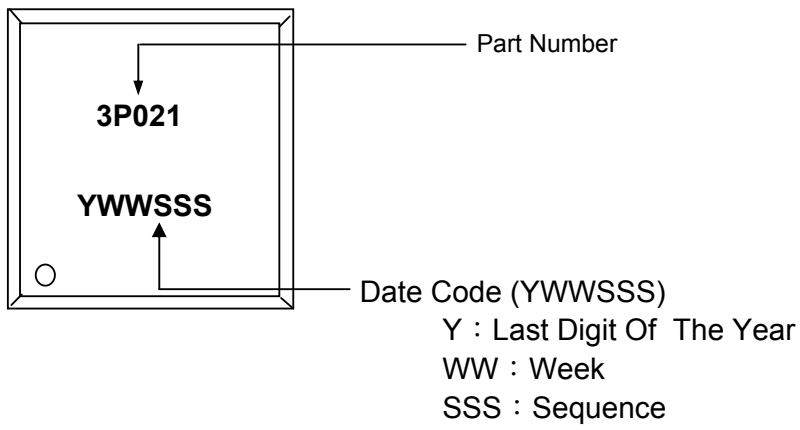 Part Number
3P021
YWWSSS
Date Code (YWWSSS)
Y：Last Digit Of The Year
WW：Week
SSS：Sequence